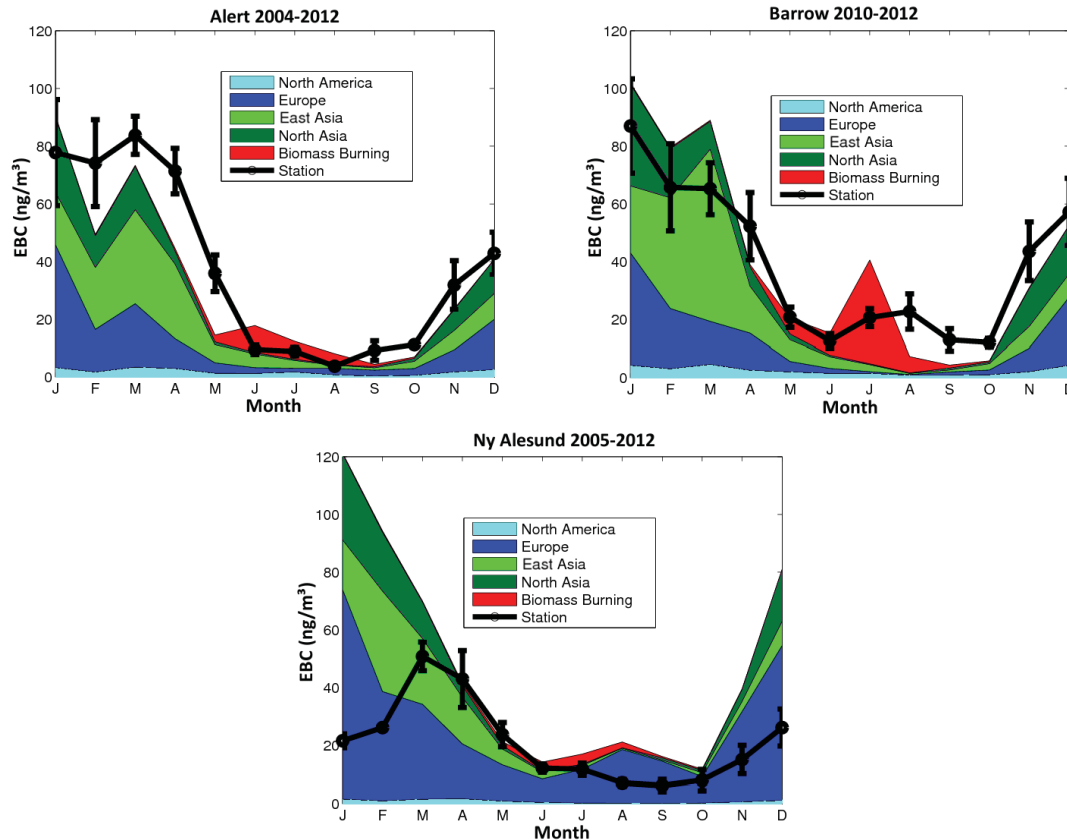 Alert 2004-2012
120
100
80
60
40
20
0
EBC (ng/m³)
North America
Europe
East Asia
North Asia
Biomass Burning
Station
J F M A M J J A S O N D
Month
Barrow 2010-2012
120
100
80
60
40
20
0
EBC (ng/m³)
North America
Europe
East Asia
North Asia
Biomass Burning
Station
J F M A M J J A S O N D
Month
Ny Alesund 2005-2012
120
100
80
60
40
20
0
EBC (ng/m³)
North America
Europe
East Asia
North Asia
Biomass Burning
Station
J F M A M J J A S O N D
Month